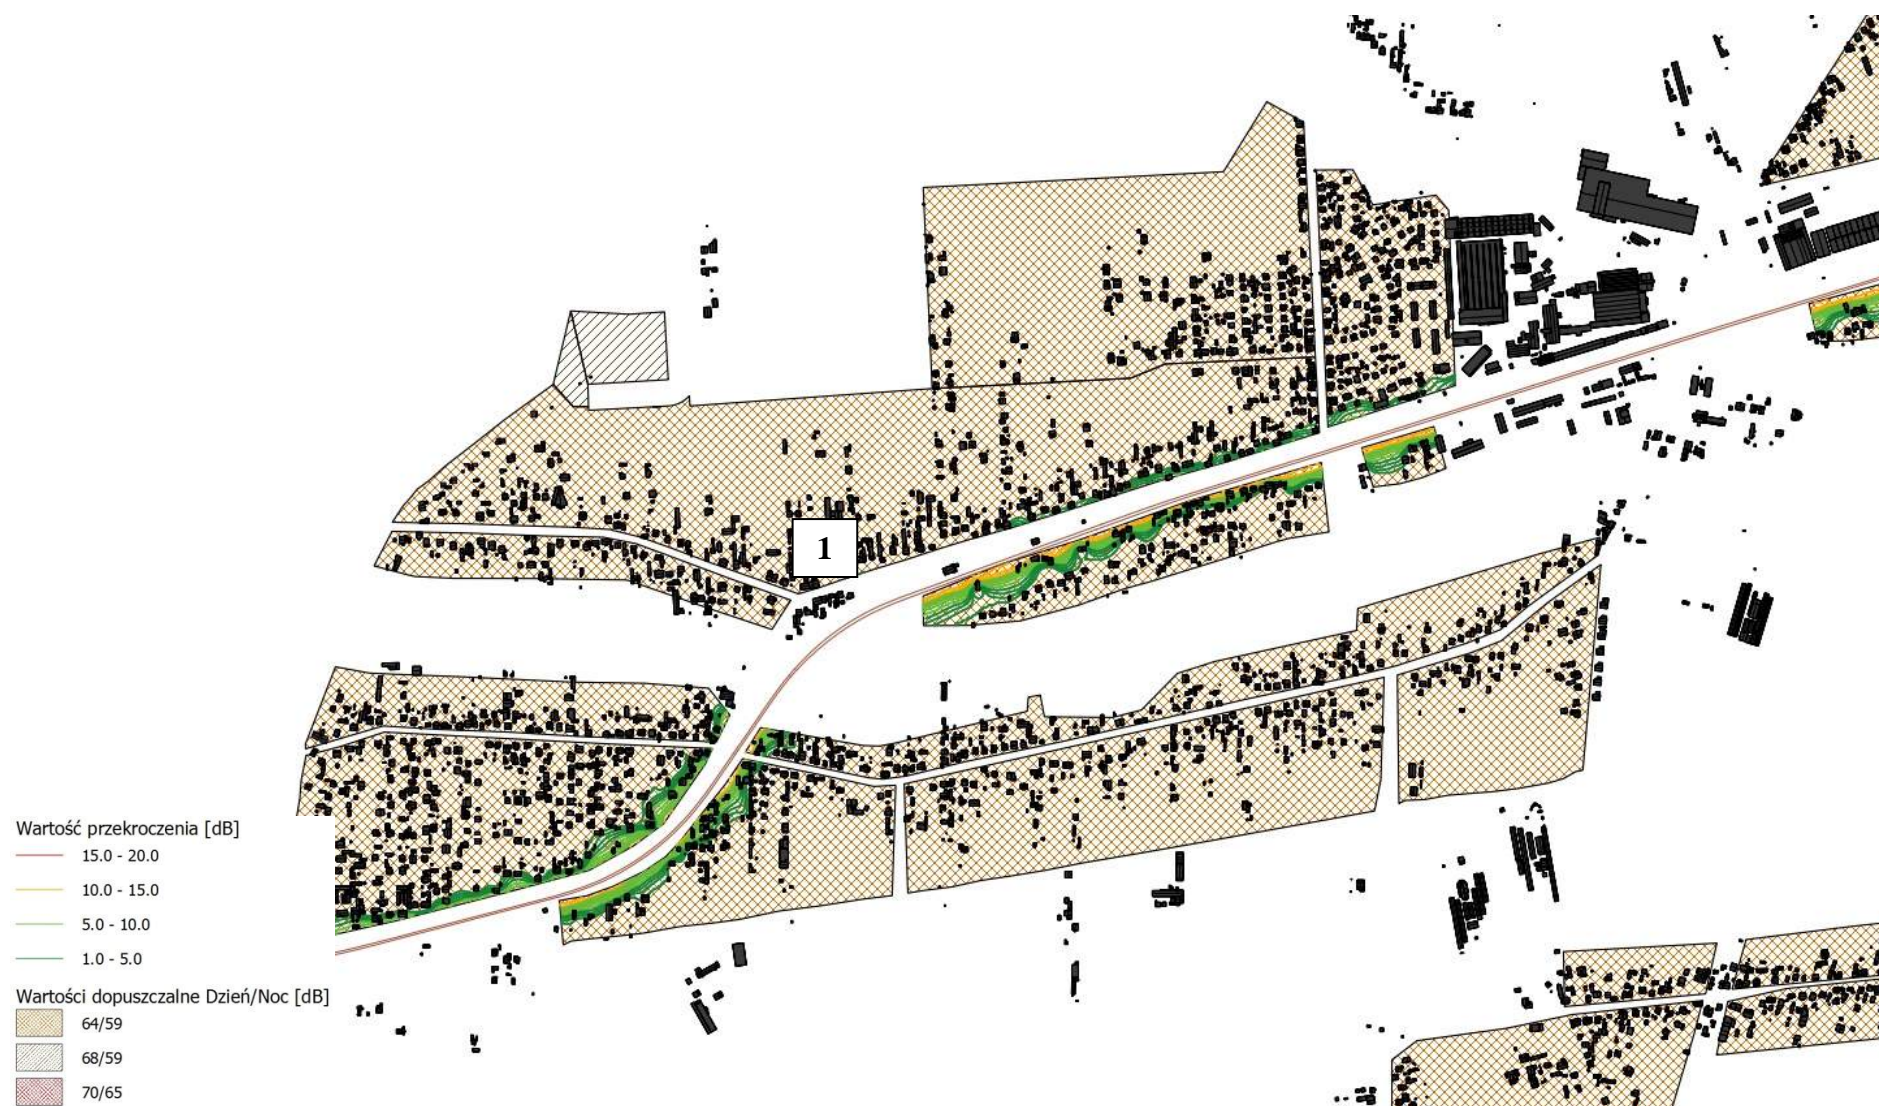 1
Wartość przekroczenia [dB]
15.0 - 20.0
10.0 - 15.0
5.0 - 10.0
1.0 - 5.0
Wartości dopuszczalne Dzień/Noc [dB]
64/59
68/59
70/65